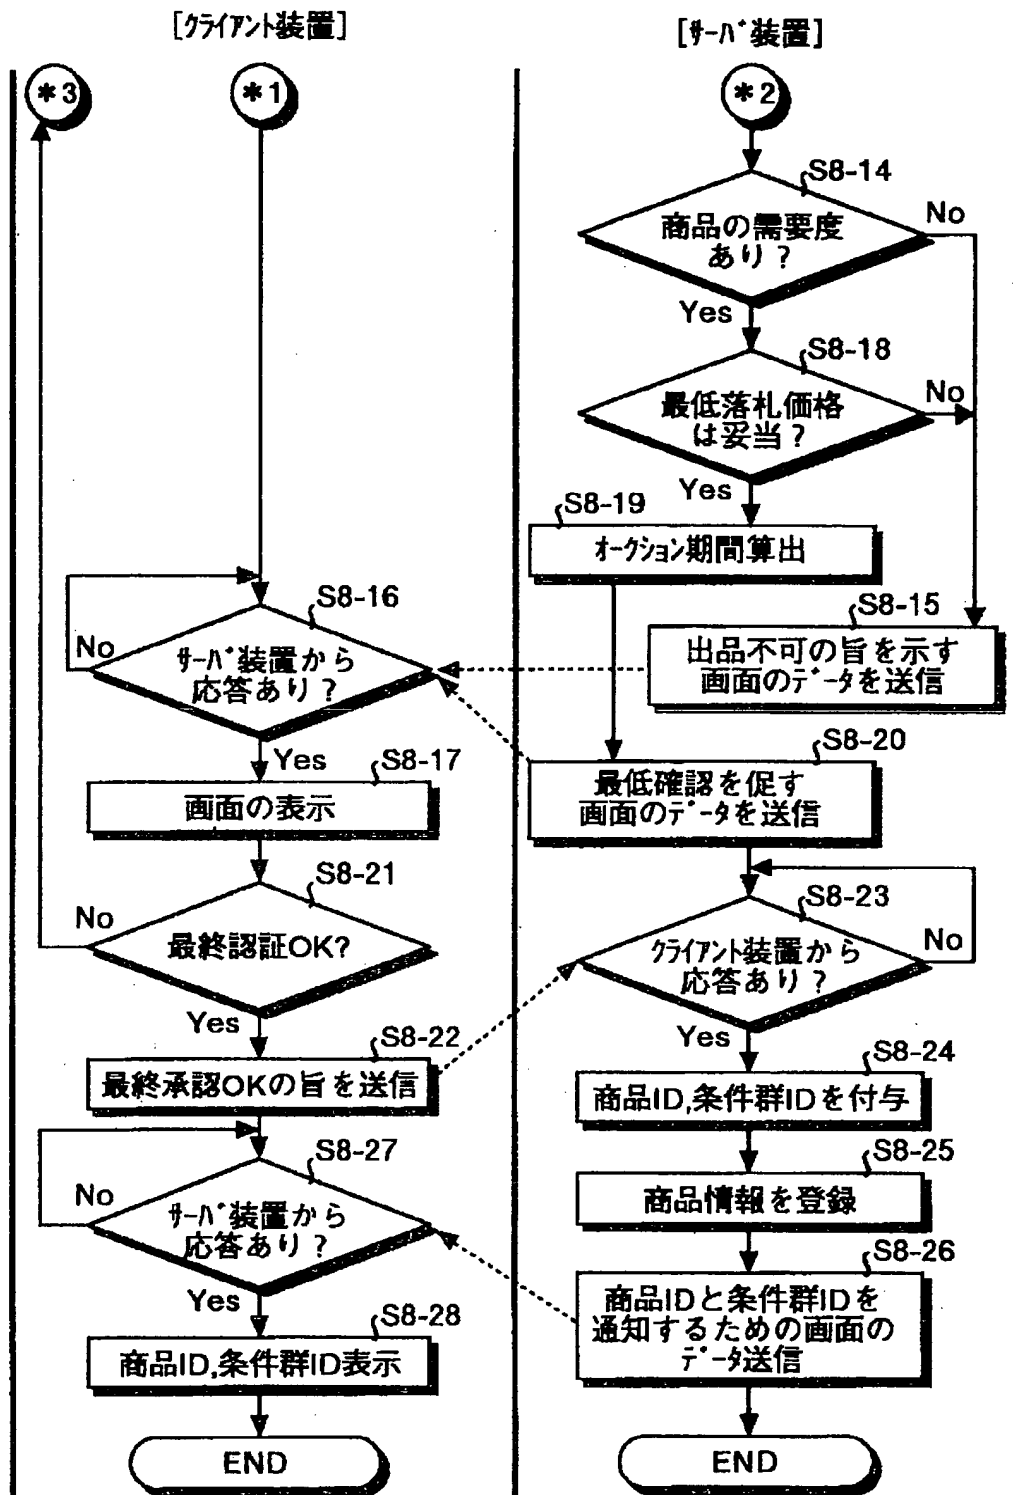 [クライアント装置]
[サーバ装置]
*3
*1
*2
S8-14
商品の需要度
あり?
No
Yes
S8-18
最低落札価格
は妥当?
No
Yes
S8-19
オークション期間算出
S8-15
出品不可の旨を示す
画面のデータを送信
S8-16
サーバ装置から
応答あり?
No
Yes
S8-17
画面の表示
S8-20
最低確認を促す
画面のデータを送信
S8-21
最終認証OK?
No
Yes
S8-23
クライアント装置から
応答あり?
No
Yes
S8-22
最終承認OKの旨を送信
S8-24
商品ID,条件群IDを付与
S8-25
商品情報を登録
S8-27
サーバ装置から
応答あり?
No
Yes
S8-26
商品IDと条件群IDを
通知するための画面の
データ送信
S8-28
商品ID,条件群ID表示
END
END